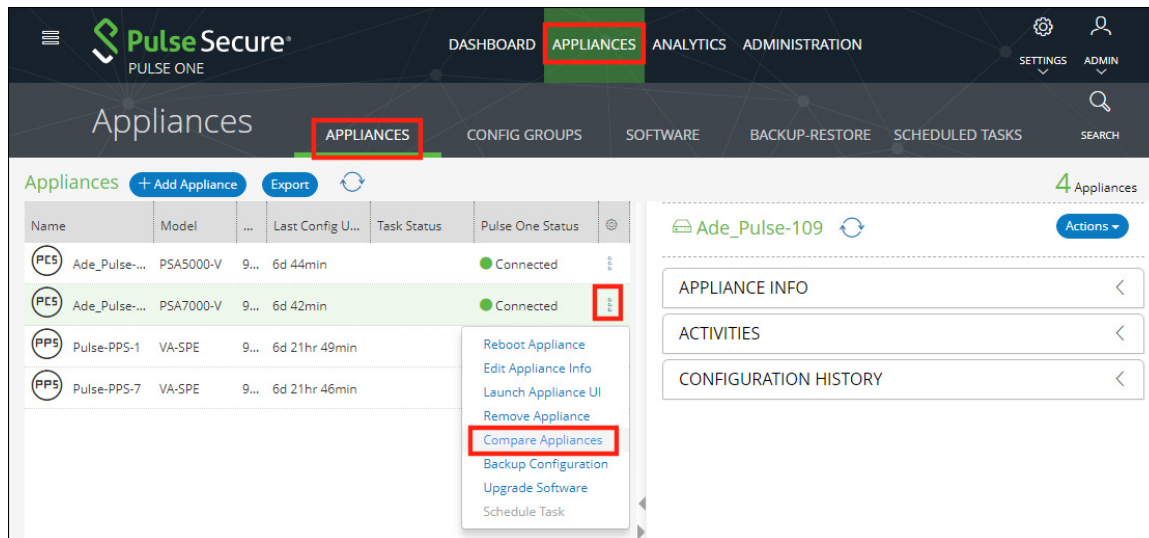 Pulse Secure
PULSE ONE
DASHBOARD APPLIANCES ANALYTICS ADMINISTRATION
SETTINGS ADMIN
Appliances
APPLIANCES CONFIG GROUPS SOFTWARE BACKUP-RESTORE SCHEDULED TASKS
SEARCH
Appliances + Add Appliance Export
4 Appliances
Name Model ... Last Config U... Task Status Pulse One Status
PCS Ade_Pulse-... PSA5000-V 9... 6d 44min Connected
PCS Ade_Pulse-... PSA7000-V 9... 6d 42min Connected
PPS Pulse-PPS-1 VA-SPE 9... 6d 21hr 49min
PPS Pulse-PPS-7 VA-SPE 9... 6d 21hr 46min
Reboot Appliance
Edit Appliance Info
Launch Appliance UI
Remove Appliance
Compare Appliances
Backup Configuration
Upgrade Software
Schedule Task
Ade_Pulse-109 Actions
APPLIANCE INFO
ACTIVITIES
CONFIGURATION HISTORY